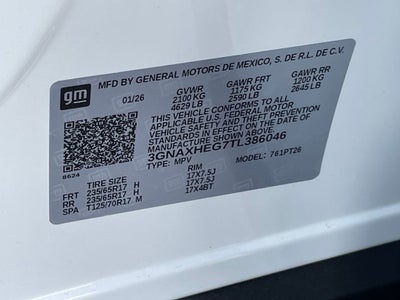 gm
MFD BY GENERAL MOTORS DE MEXICO, S. DE R.L. DE C.V.
01/26 GVWR GAWR FRT GAWR RR
2100 KG 1175 KG 1200 KG
4629 LB 2590 LB 2645 LB
THIS VEHICLE CONFORMS TO ALL
APPLICABLE U.S. FEDERAL MOTOR
VEHICLE SAFETY, AND THEFT PREVENTION
STANDARDS IN EFFECT ON THE DATE OF
MANUFACTURE SHOWN ABOVE.
3GNAXHEG7TL386046
TYPE: MPV 761PT26
8624
TIRE SIZE RIM
FRT 235/65R17 H 17X7.5J
RR 235/65R17 H 17X7.5J
SPA T125/70R17 M 17X4BT